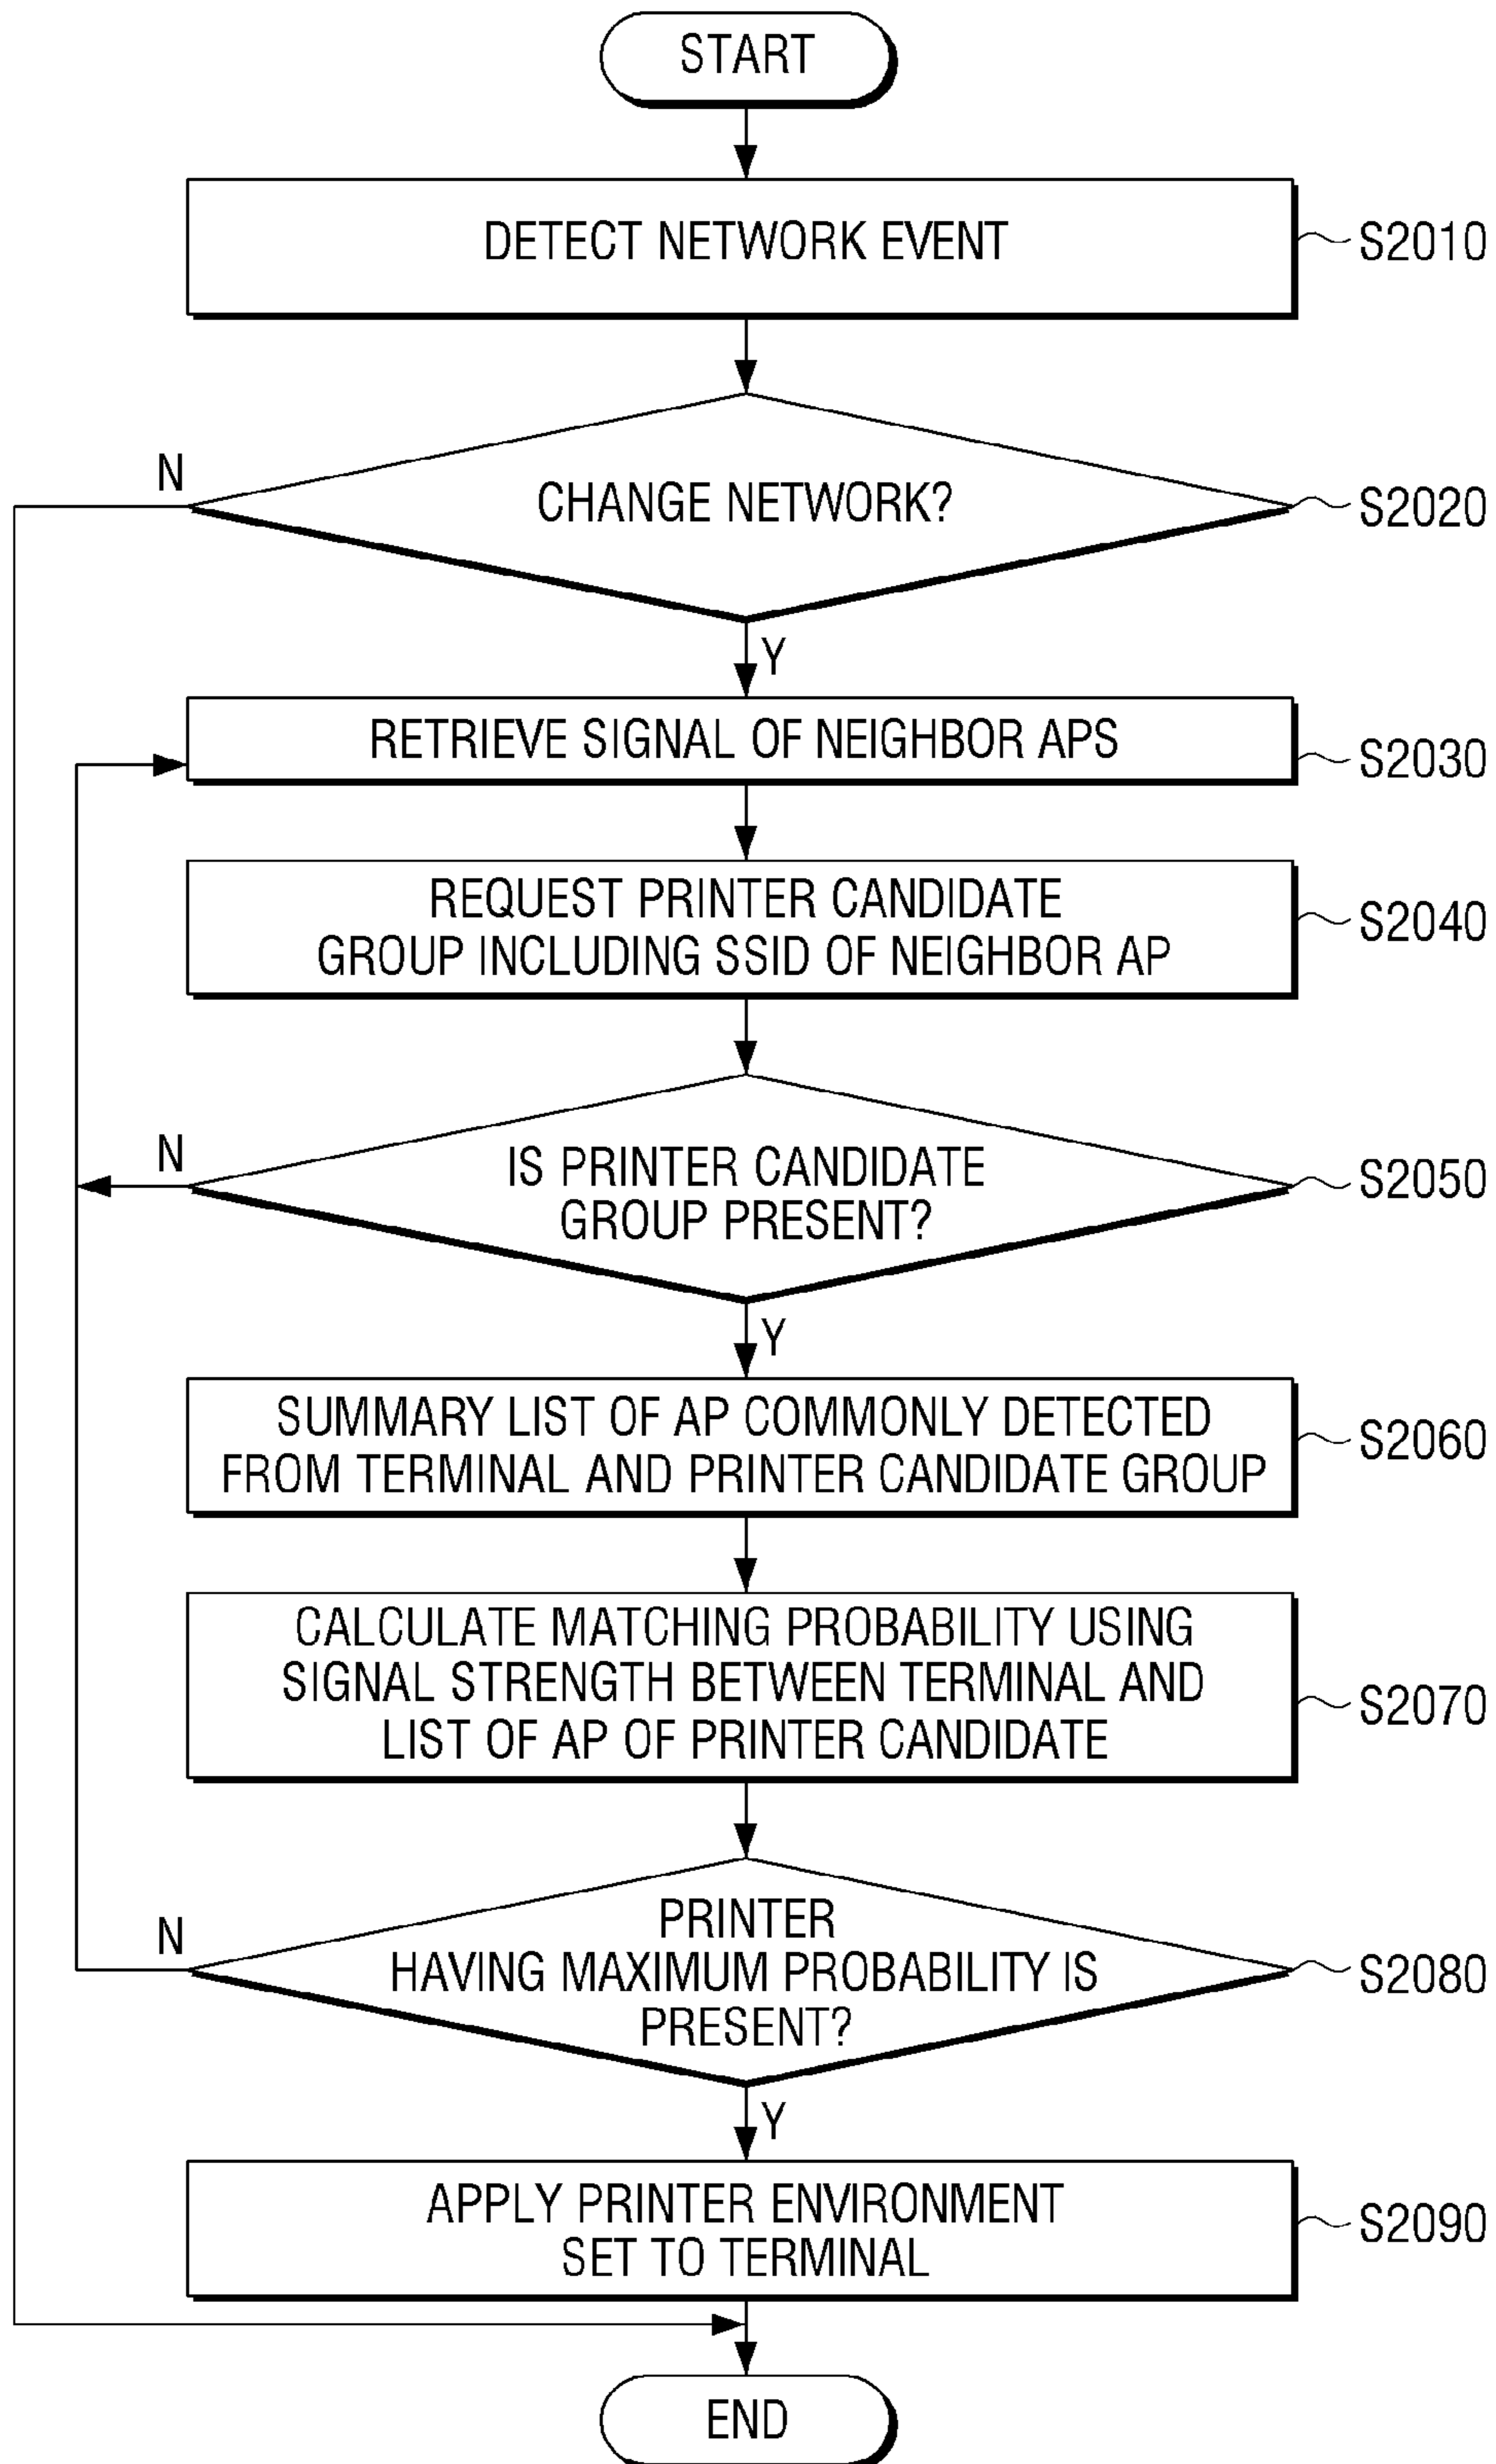 START
DETECT NETWORK EVENT
S2010
CHANGE NETWORK?
S2020
N
Y
RETRIEVE SIGNAL OF NEIGHBOR APS
S2030
REQUEST PRINTER CANDIDATE
GROUP INCLUDING SSID OF NEIGHBOR AP
S2040
IS PRINTER CANDIDATE
GROUP PRESENT?
S2050
N
Y
SUMMARY LIST OF AP COMMONLY DETECTED
FROM TERMINAL AND PRINTER CANDIDATE GROUP
S2060
CALCULATE MATCHING PROBABILITY USING
SIGNAL STRENGTH BETWEEN TERMINAL AND
LIST OF AP OF PRINTER CANDIDATE
S2070
PRINTER
HAVING MAXIMUM PROBABILITY IS
PRESENT?
S2080
N
Y
APPLY PRINTER ENVIRONMENT
SET TO TERMINAL
S2090
END